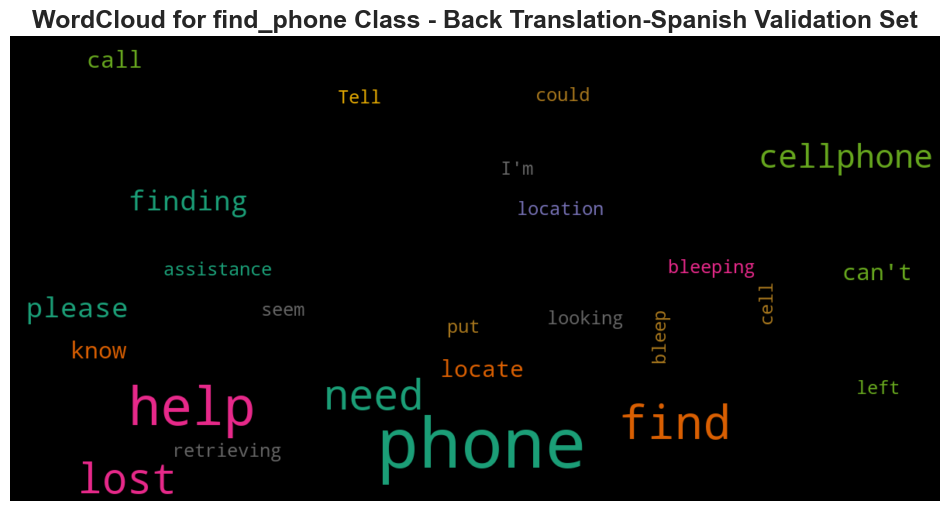 WordCloud for find_phone Class - Back Translation-Spanish Validation Set
call
Tell
could
cellphone
I'm
finding
location
assistance
bleeping
can't
please
seem
cell
put
looking
bleep
know
locate
help
need
left
phone
find
retrieving
lost